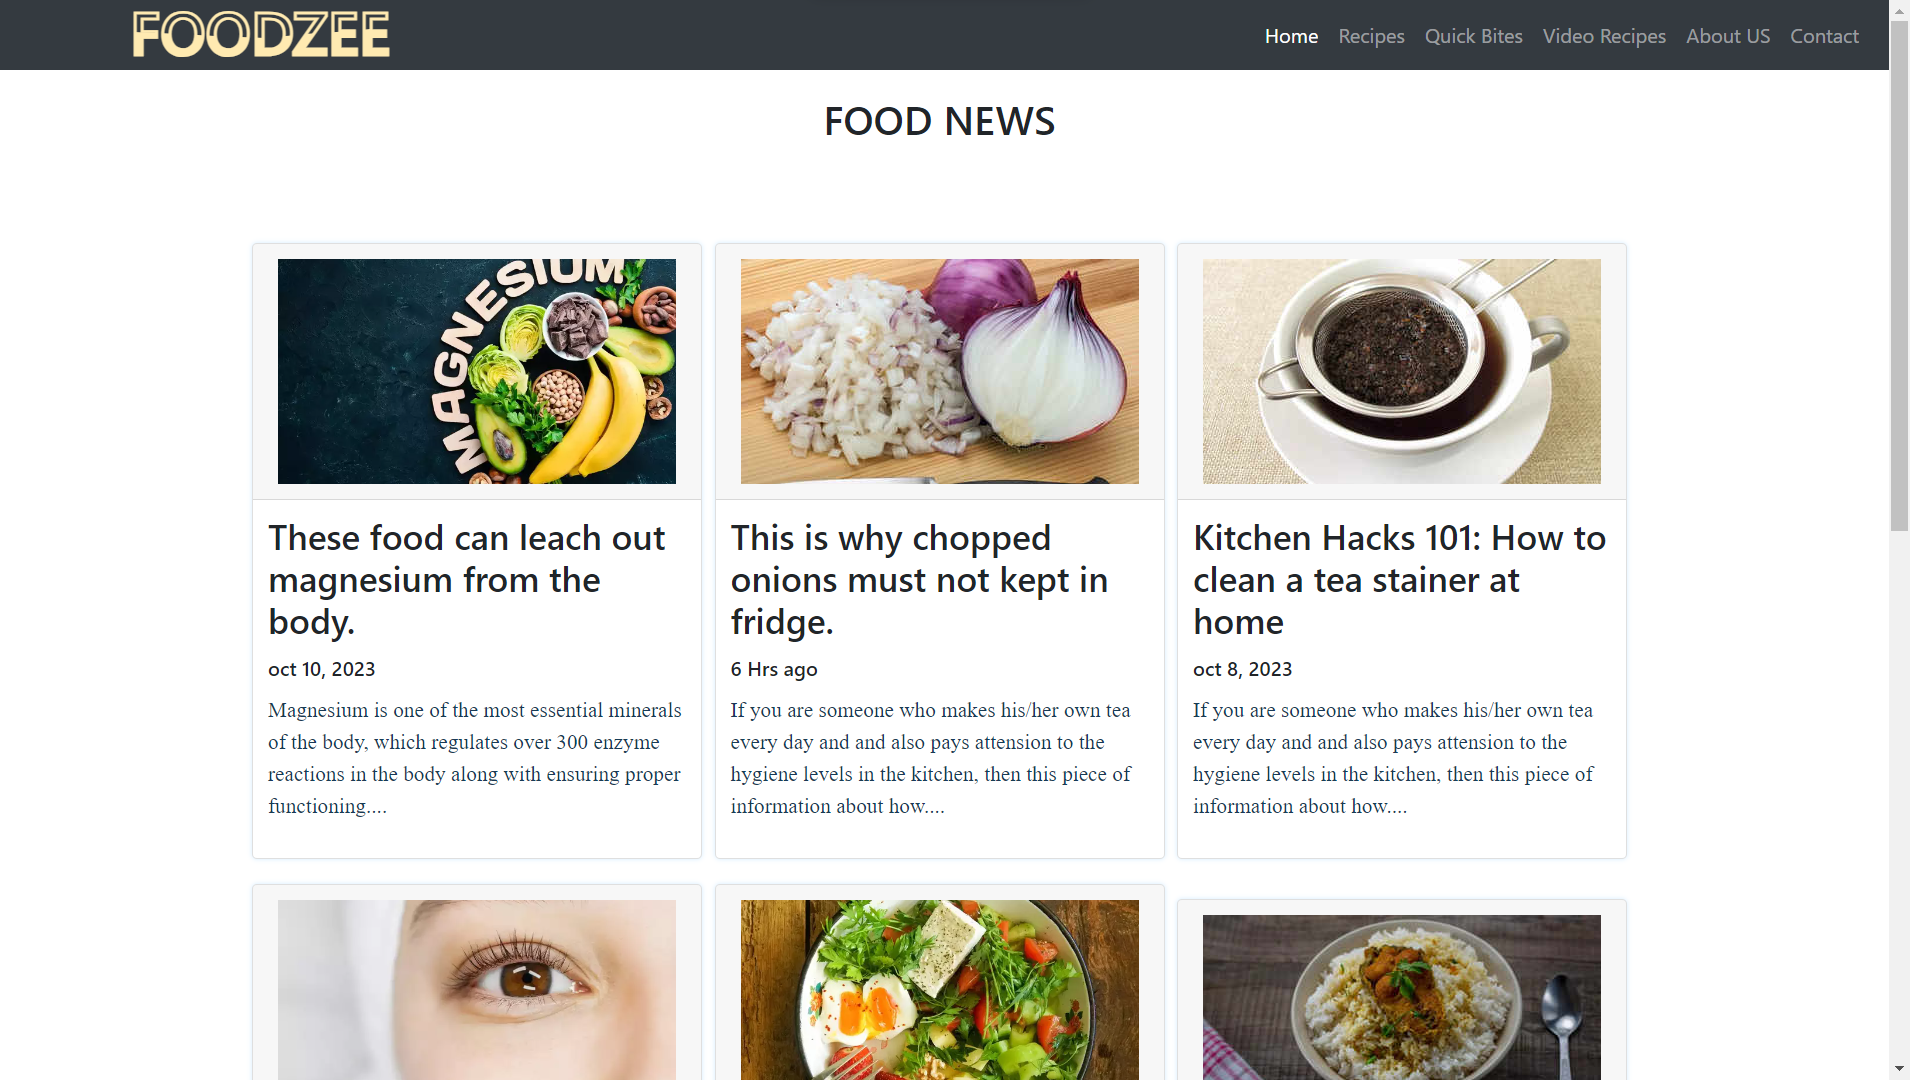 FOODZEE
Home Recipes Quick Bites Video Recipes About US Contact
FOOD NEWS
MAGNESIUM
These food can leach out
magnesium from the
body.
oct 10, 2023
Magnesium is one of the most essential minerals
of the body, which regulates over 300 enzyme
reactions in the body along with ensuring proper
functioning....
This is why chopped
onions must not kept in
fridge.
6 Hrs ago
If you are someone who makes his/her own tea
every day and and also pays attension to the
hygiene levels in the kitchen, then this piece of
information about how....
Kitchen Hacks 101: How to
clean a tea stainer at
home
oct 8, 2023
If you are someone who makes his/her own tea
every day and and also pays attension to the
hygiene levels in the kitchen, then this piece of
information about how....